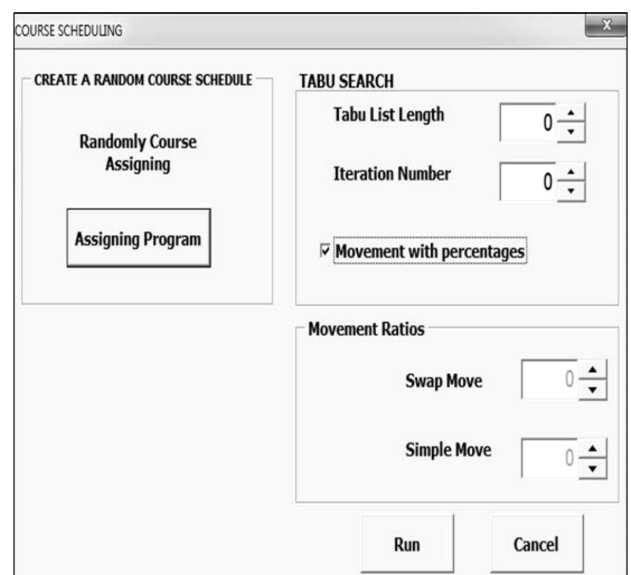 COURSE SCHEDULING
x
CREATE A RANDOM COURSE SCHEDULE
Randomly Course
Assigning
Assigning Program
TABU SEARCH
Tabu List Length
0
Iteration Number
0
Movement with percentages
Movement Ratios
Swap Move
0
Simple Move
0
Run
Cancel